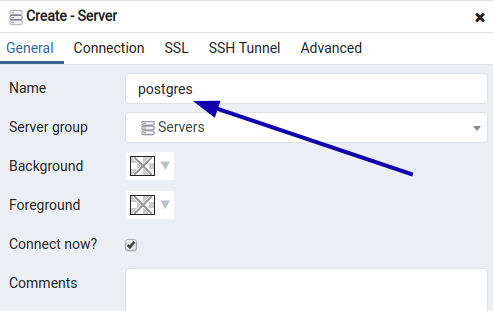 Create - Server
General Connection SSL SSH Tunnel Advanced
Name postgres
Server group Servers
Background
Foreground
Connect now?
Comments